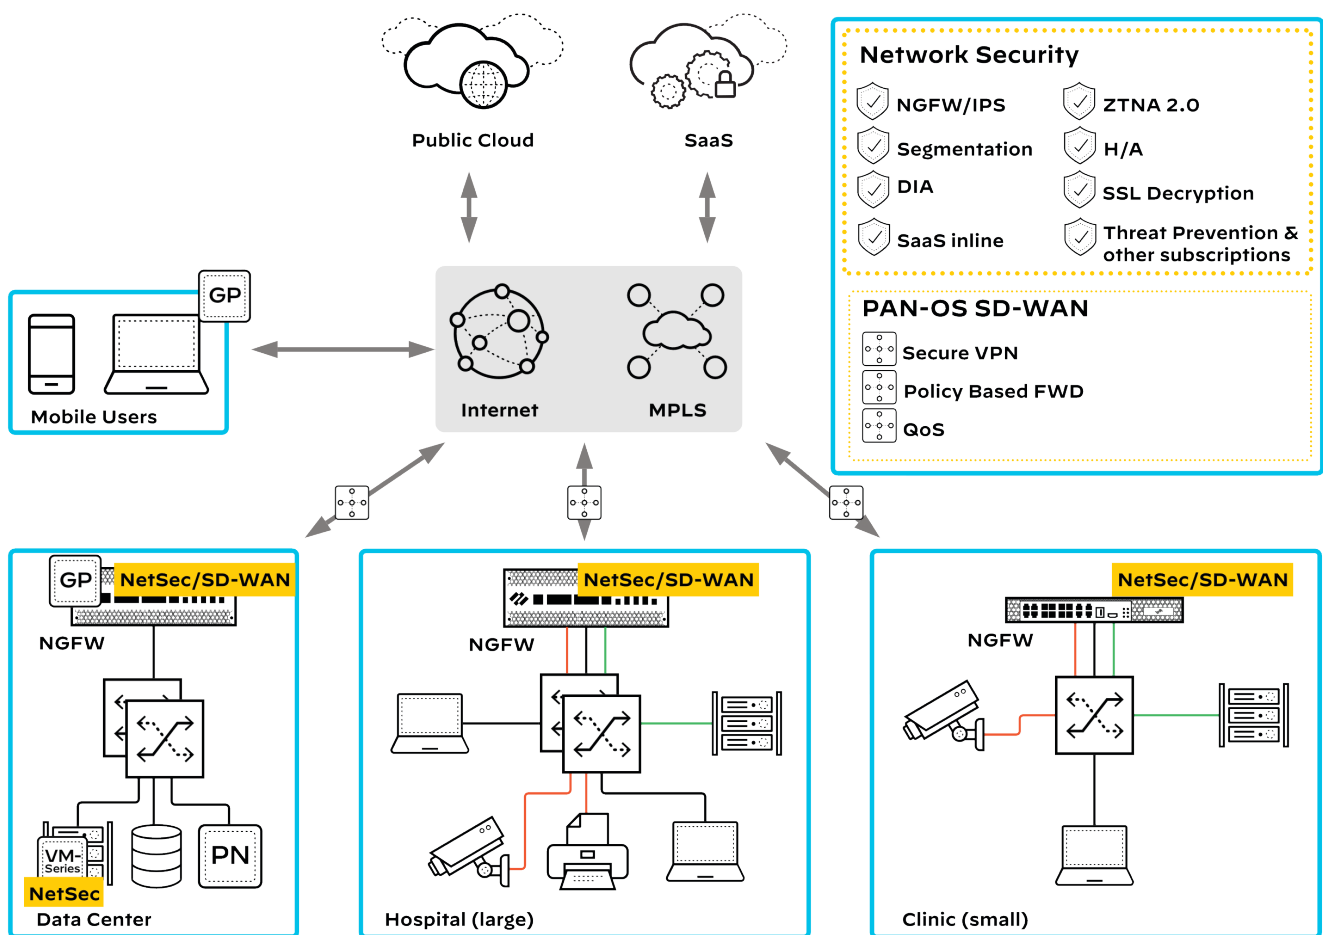 Public Cloud
SaaS
Network Security
NGFW/IPS
ZTNA 2.0
Segmentation
H/A
DIA
SSL Decryption
SaaS inline
Threat Prevention &
other subscriptions
PAN-OS SD-WAN
Secure VPN
Policy Based FWD
QoS
GP
Mobile Users
Internet
MPLS
GP
NetSec/SD-WAN
NGFW
VM-
Series
NetSec
PN
Data Center
NetSec/SD-WAN
NGFW
Hospital (large)
NetSec/SD-WAN
NGFW
Clinic (small)